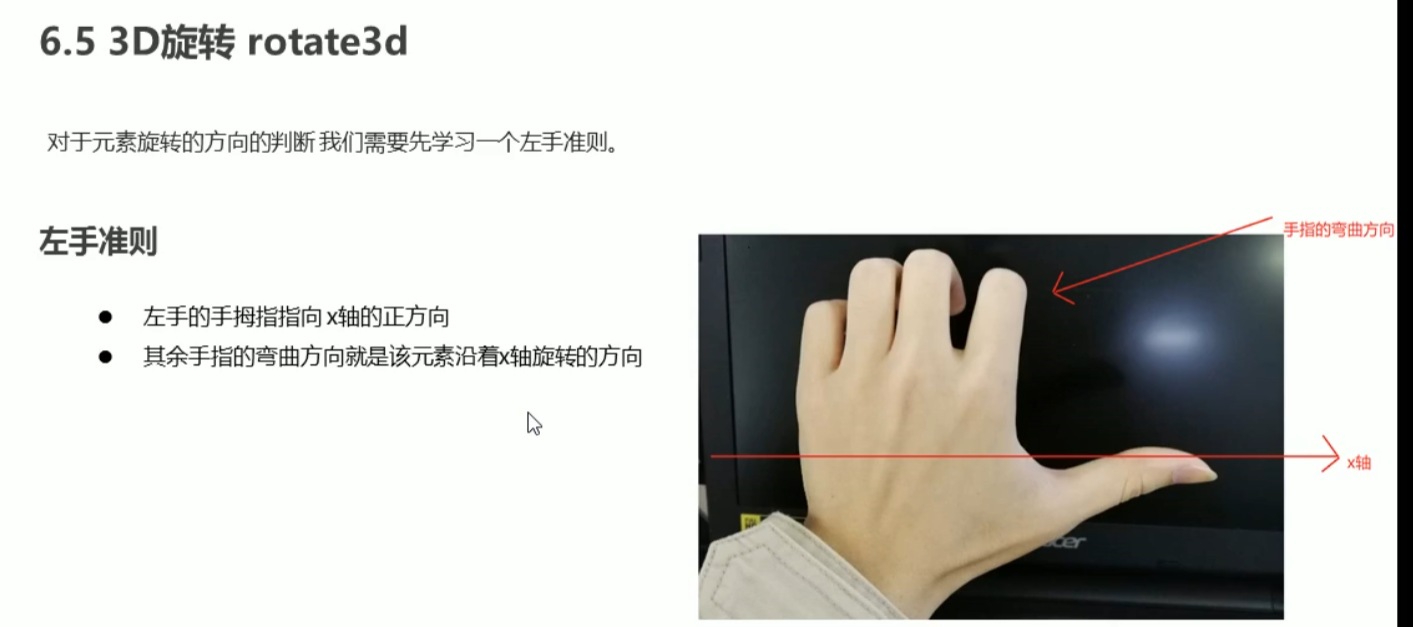 6.5 3D旋转 rotate3d
对于元素旋转的方向的判断 我们需要先学习一个左手准则。
左手准则
● 左手的手拇指指向 x轴的正方向
● 其余手指的弯曲方向就是该元素沿着x轴旋转的方向
手指的弯曲方向
x轴